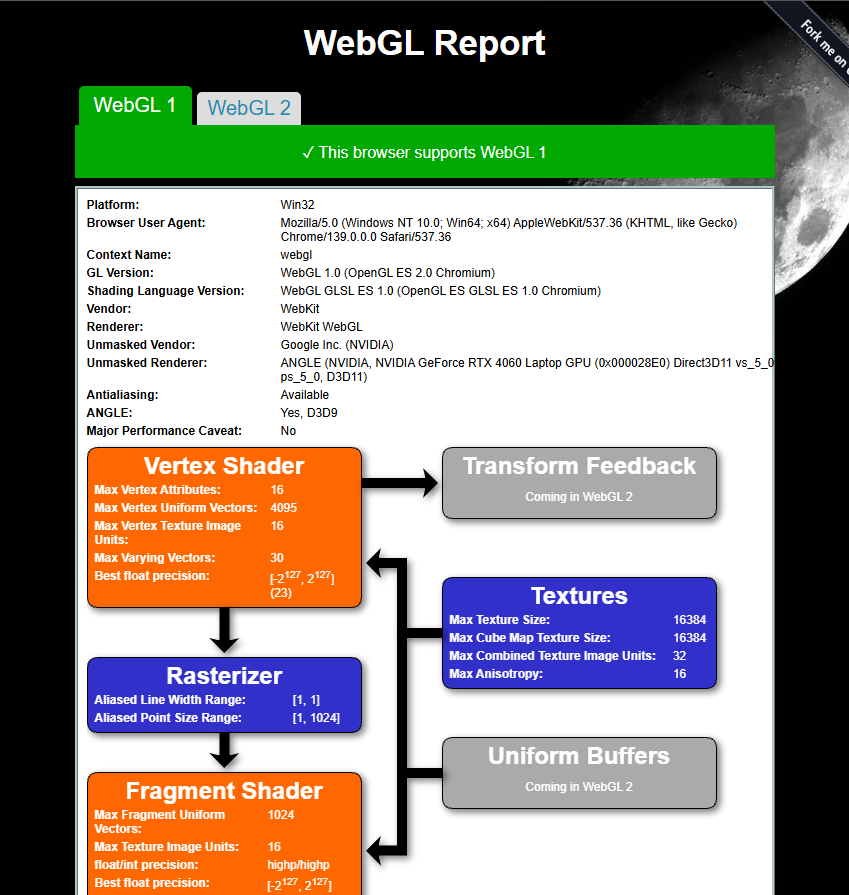 WebGL Report
Fork me on
WebGL 1
WebGL 2
✓ This browser supports WebGL 1
Platform: Win32
Browser User Agent: Mozilla/5.0 (Windows NT 10.0; Win64; x64) AppleWebKit/537.36 (KHTML, like Gecko)
Chrome/139.0.0.0 Safari/537.36
Context Name: webgl
GL Version: WebGL 1.0 (OpenGL ES 2.0 Chromium)
Shading Language Version: WebGL GLSL ES 1.0 (OpenGL ES GLSL ES 1.0 Chromium)
Vendor: WebKit
Renderer: WebKit WebGL
Unmasked Vendor: Google Inc. (NVIDIA)
Unmasked Renderer: ANGLE (NVIDIA, NVIDIA GeForce RTX 4060 Laptop GPU (0x000028E0) Direct3D11 vs_5_0
ps_5_0, D3D11)
Antialiasing: Available
ANGLE: Yes, D3D9
Major Performance Caveat: No
Vertex Shader
Max Vertex Attributes: 16
Max Vertex Uniform Vectors: 4095
Max Vertex Texture Image 16
Units:
Max Varying Vectors: 30
Best float precision: [-2¹²⁷, 2¹²⁷]
(23)
Transform Feedback
Coming in WebGL 2
Textures
Max Texture Size: 16384
Max Cube Map Texture Size: 16384
Max Combined Texture Image Units: 32
Max Anisotropy: 16
Rasterizer
Aliased Line Width Range: [1, 1]
Aliased Point Size Range: [1, 1024]
Uniform Buffers
Coming in WebGL 2
Fragment Shader
Max Fragment Uniform 1024
Vectors:
Max Texture Image Units: 16
float/int precision: highp/highp
Best float precision: [-2¹²⁷, 2¹²⁷]